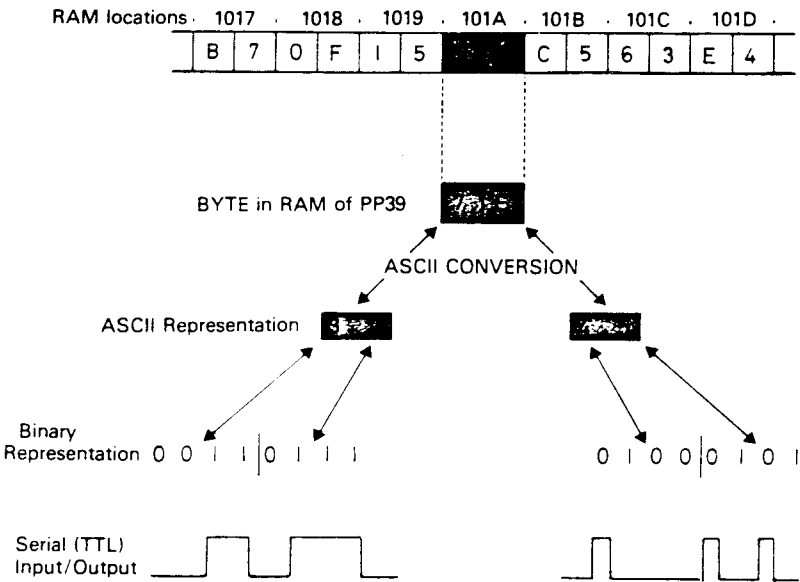 RAM locations · 1017 · 1018 · 1019 · 101A · 101B · 101C · 101D ·
B 7 0 F 1 5 C 5 6 3 E 4
BYTE in RAM of PP39
ASCII CONVERSION
ASCII Representation
Binary
Representation 0 0 1 1 0 1 1 1 0 1 0 0 0 1 0 1
Serial (TTL)
Input/Output